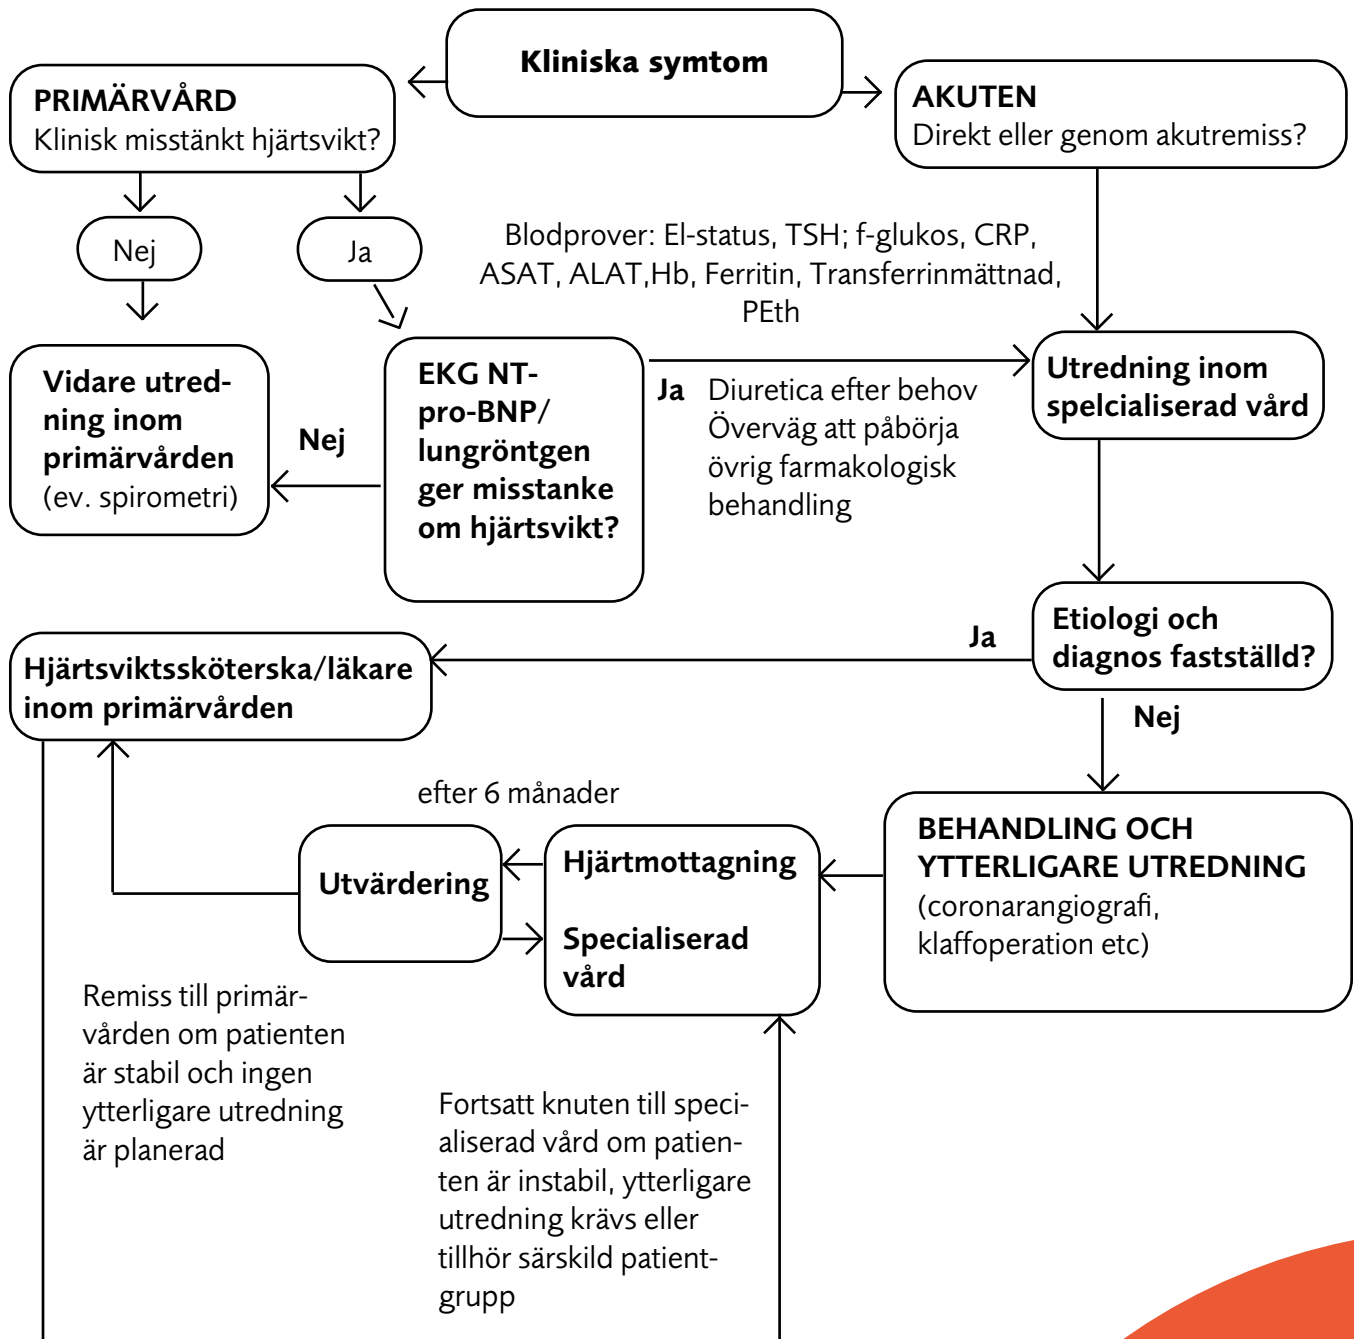 Kliniska symtom
PRIMÄRVÅRD
Klinisk misstänkt hjärtsvikt?
AKUTEN
Direkt eller genom akutremiss?
Nej
Ja
Blodprover: El-status, TSH; f-glukos, CRP,
ASAT, ALAT,Hb, Ferritin, Transferrinmättnad,
PEth
Vidare utred-
ning inom
primärvården
(ev. spirometri)
Nej
EKG NT-
pro-BNP/
lungröntgen
ger misstanke
om hjärtsvikt?
Ja
Diuretica efter behov
Överväg att påbörja
övrig farmakologisk
behandling
Utredning inom
spelcialiserad vård
Etiologi och
diagnos fastställd?
Ja
Nej
Hjärtsviktssköterska/läkare
inom primärvården
efter 6 månader
Utvärdering
Hjärtmottagning
Specialiserad
vård
BEHANDLING OCH
YTTERLIGARE UTREDNING
(coronarangiografi,
klaffoperation etc)
Remiss till primär-
vården om patienten
är stabil och ingen
ytterligare utredning
är planerad
Fortsatt knuten till speci-
aliserad vård om patien-
ten är instabil, ytterligare
utredning krävs eller
tillhör särskild patient-
grupp